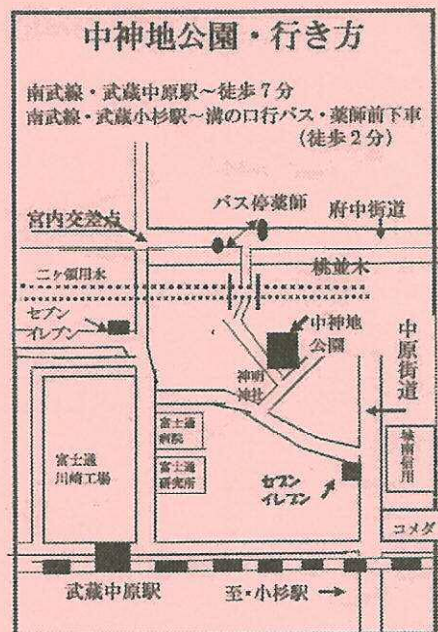 中神地公園・行き方
南武線・武蔵中原駅～徒歩7分
南武線・武蔵小杉駅～溝の口行バス・薬師前下車
（徒歩2分）
宮内交差点
バス停薬師
府中街道
二ヶ領用水
桃並木
セブン
イレブン
中神地
公園
中原街道
神明
神社
富士通
病院
富士通
川崎工場
富士通
研究所
城南信用
セブン
イレブン
コメダ
武蔵中原駅
至・小杉駅